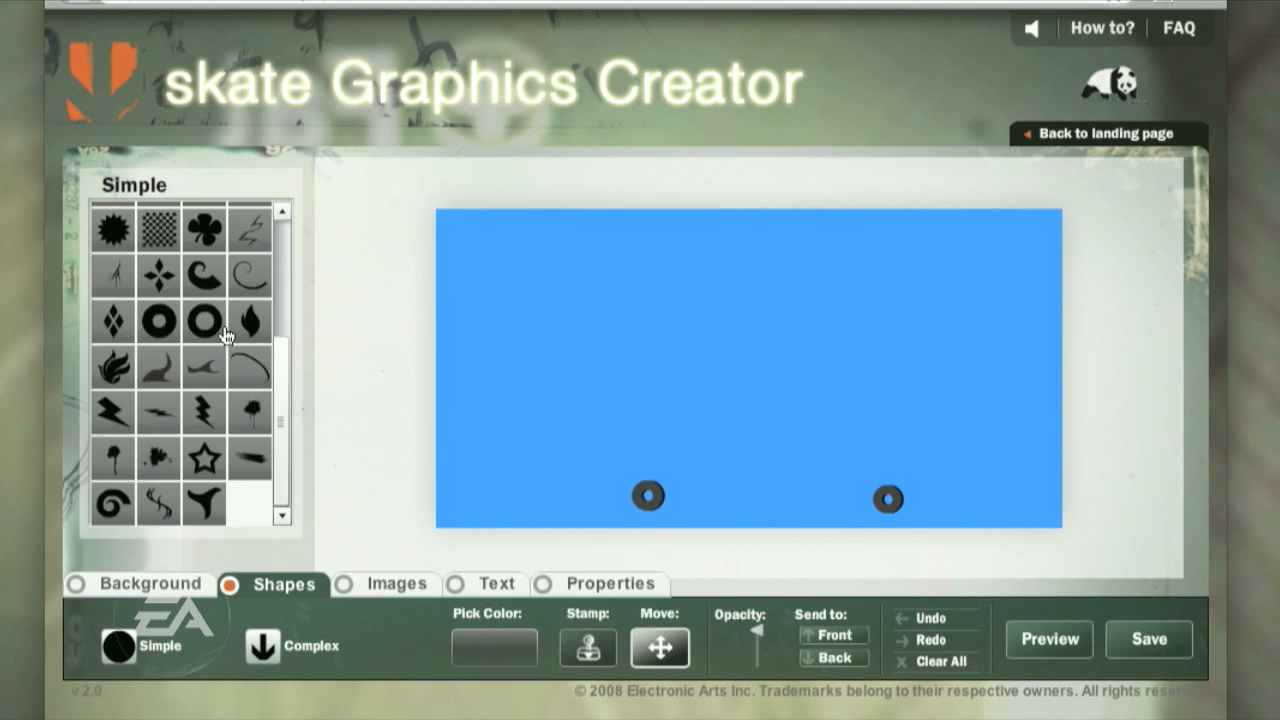 How to?
FAQ
skate Graphics Creator
Back to landing page
Simple
Background
Shapes
Images
Text
Properties
EA
Simple
Complex
Pick Color:
Stamp:
Move:
Opacity:
Send to:
Front
Back
Undo
Redo
Clear All
Preview
Save
v 2.0
© 2008 Electronic Arts Inc. Trademarks belong to their respective owners. All rights